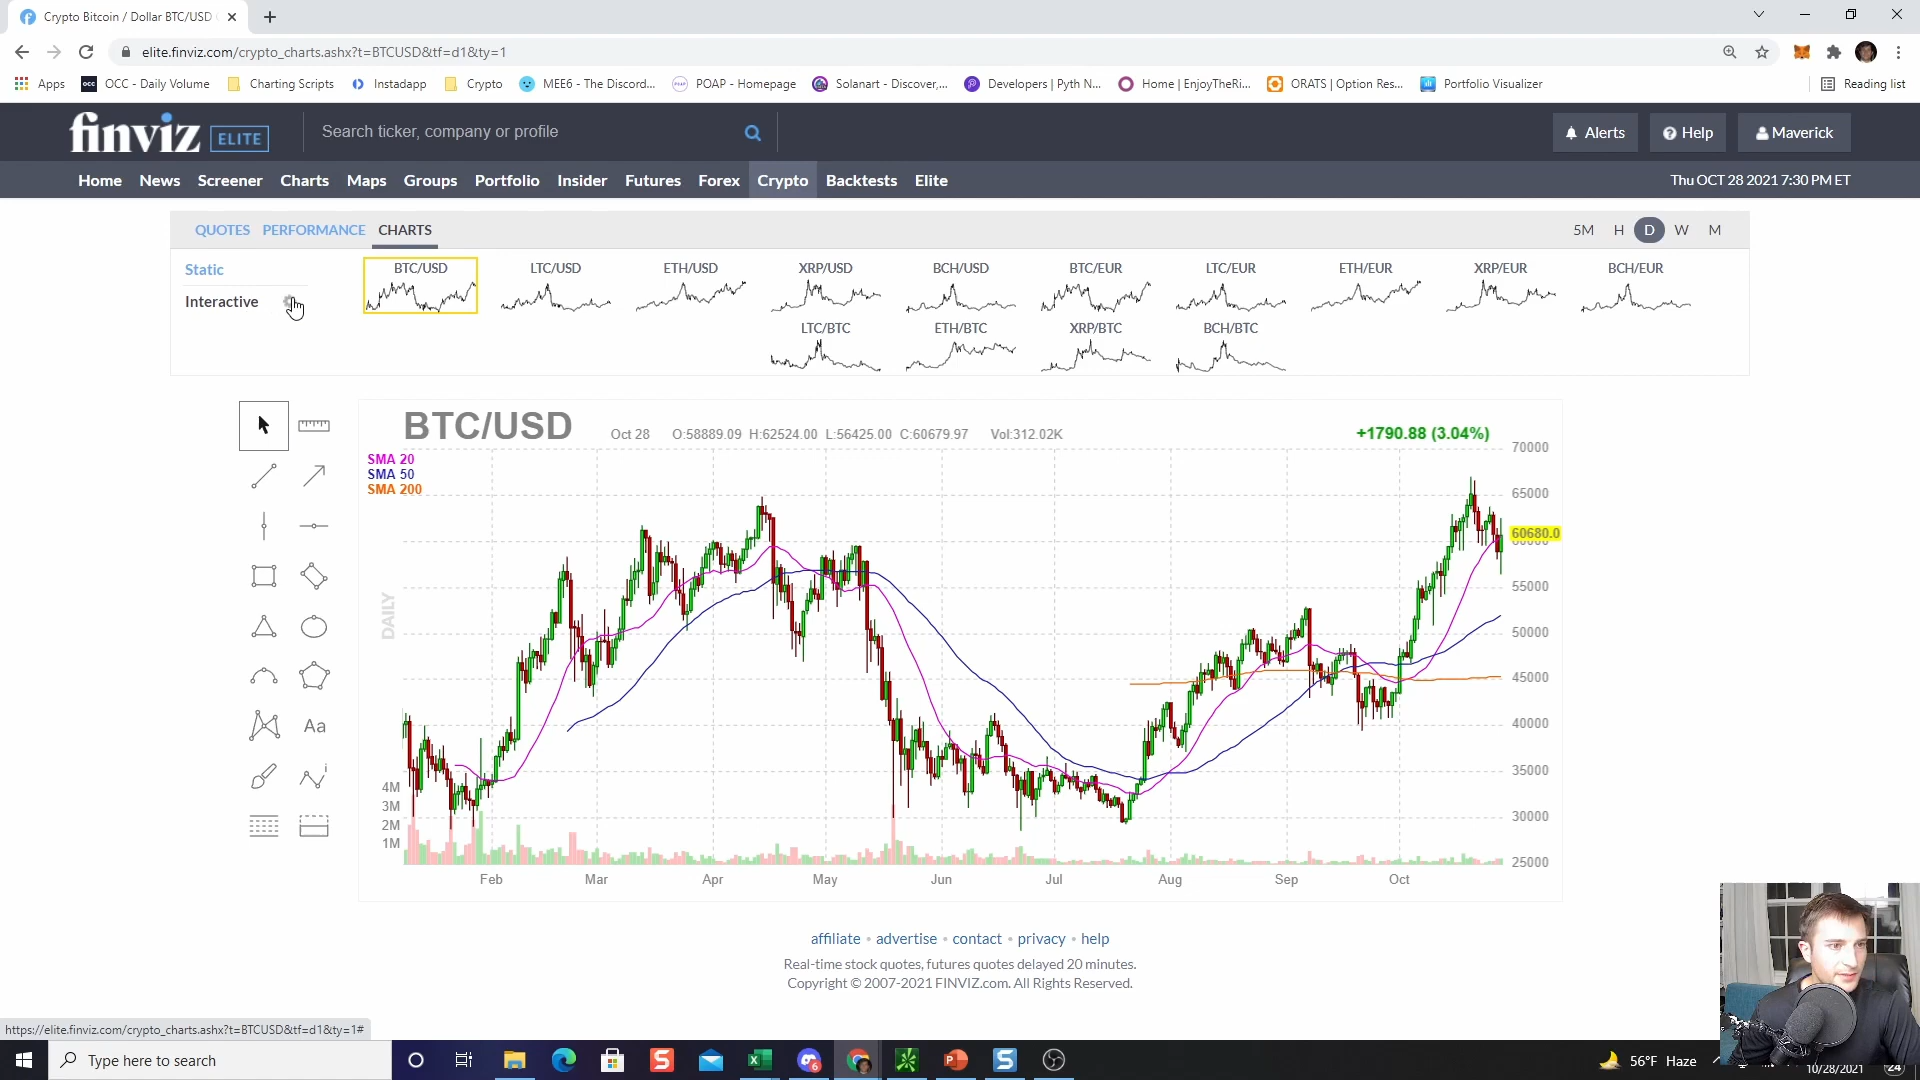 Crypto Bitcoin / Dollar BTC/USD
elite.finviz.com/crypto_charts.ashx?t=BTCUSD&tf=d1&ty=1
Apps OCC - Daily Volume Charting Scripts Instadapp Crypto MEE6 - The Discord... POAP - Homepage Solanart - Discover,... Developers | Pyth N... Home | EnjoyTheRi... ORATS | Option Res... Portfolio Visualizer Reading list
finviz ELITE Search ticker, company or profile Alerts Help Maverick
Home News Screener Charts Maps Groups Portfolio Insider Futures Forex Crypto Backtests Elite Thu OCT 28 2021 7:30 PM ET
QUOTES PERFORMANCE CHARTS 5M H D W M
Static BTC/USD LTC/USD ETH/USD XRP/USD BCH/USD BTC/EUR LTC/EUR ETH/EUR XRP/EUR BCH/EUR
Interactive
LTC/BTC ETH/BTC XRP/BTC BCH/BTC
BTC/USD Oct 28 O:58889.09 H:62524.00 L:56425.00 C:60679.97 Vol:312.02K +1790.88 (3.04%)
70000
SMA 20
SMA 50
SMA 200
65000
60680.0
55000
DAILY
50000
45000
40000
35000
4M
3M
30000
2M
1M
25000
Feb Mar Apr May Jun Jul Aug Sep Oct
Aa
affiliate • advertise • contact • privacy • help
Real-time stock quotes, futures quotes delayed 20 minutes.
Copyright © 2007-2021 FINVIZ.com. All Rights Reserved.
https://elite.finviz.com/crypto_charts.ashx?t=BTCUSD&tf=d1&ty=1#
Type here to search 56°F Haze
10/28/2021 24